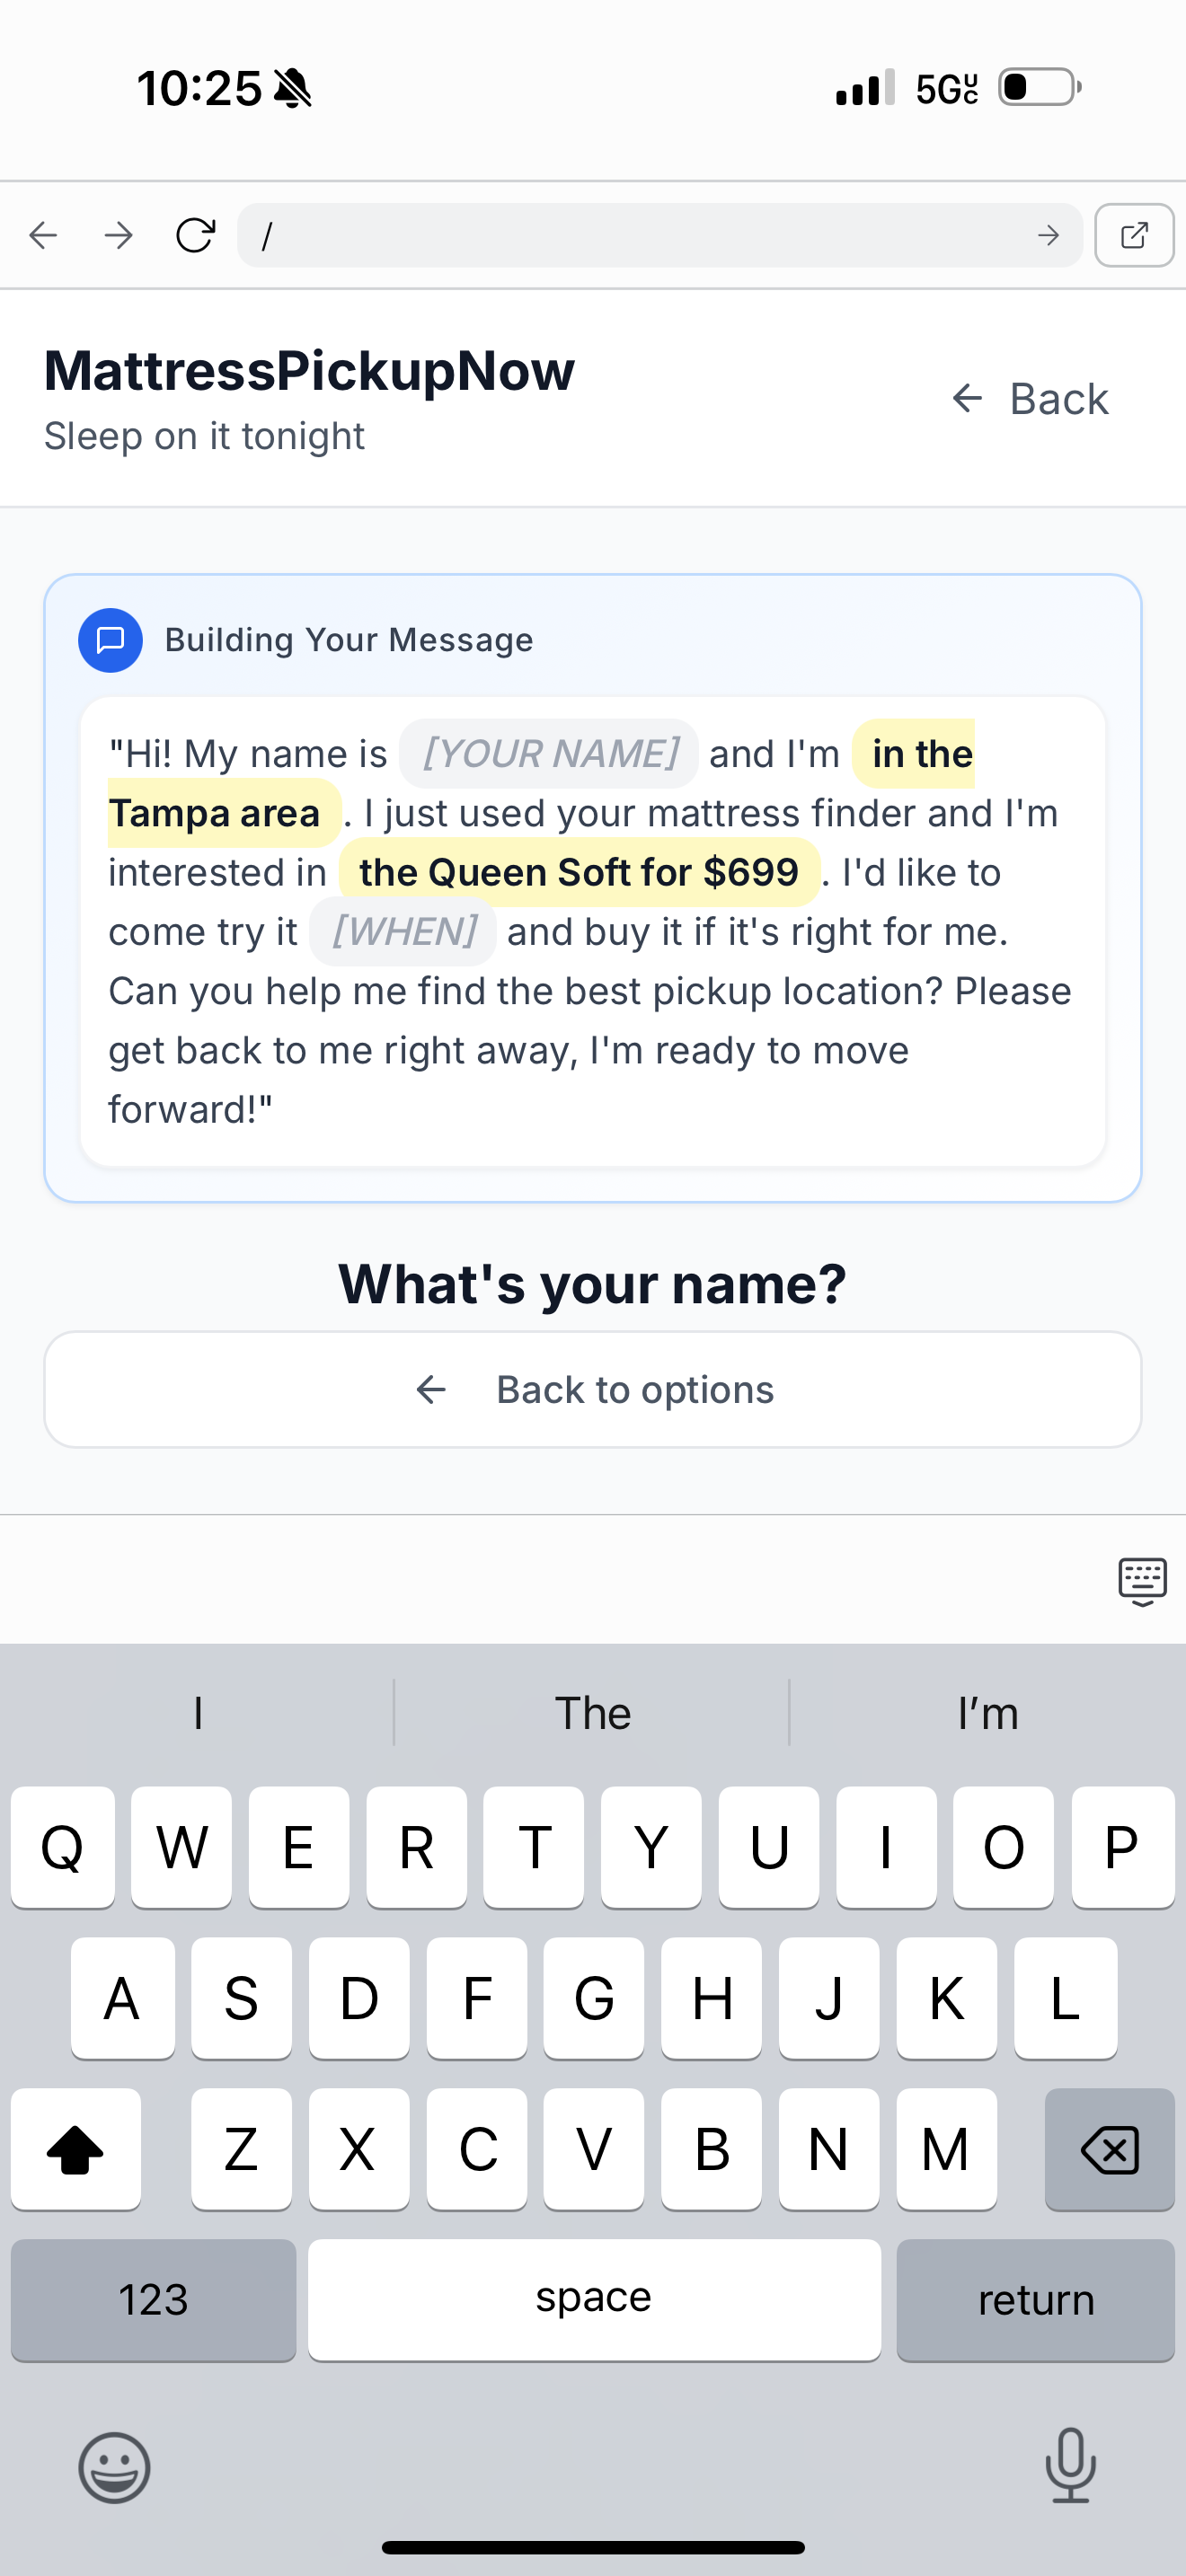 10:25
5G UC
/
MattressPickupNow
Sleep on it tonight
← Back
Building Your Message
"Hi! My name is [YOUR NAME] and I'm in the
Tampa area . I just used your mattress finder and I'm
interested in the Queen Soft for $699 . I'd like to
come try it [WHEN] and buy it if it's right for me.
Can you help me find the best pickup location? Please
get back to me right away, I'm ready to move
forward!"
What's your name?
← Back to options
I The I’m
Q W E R T Y U I O P
A S D F G H J K L
Z X C V B N M
123 space return